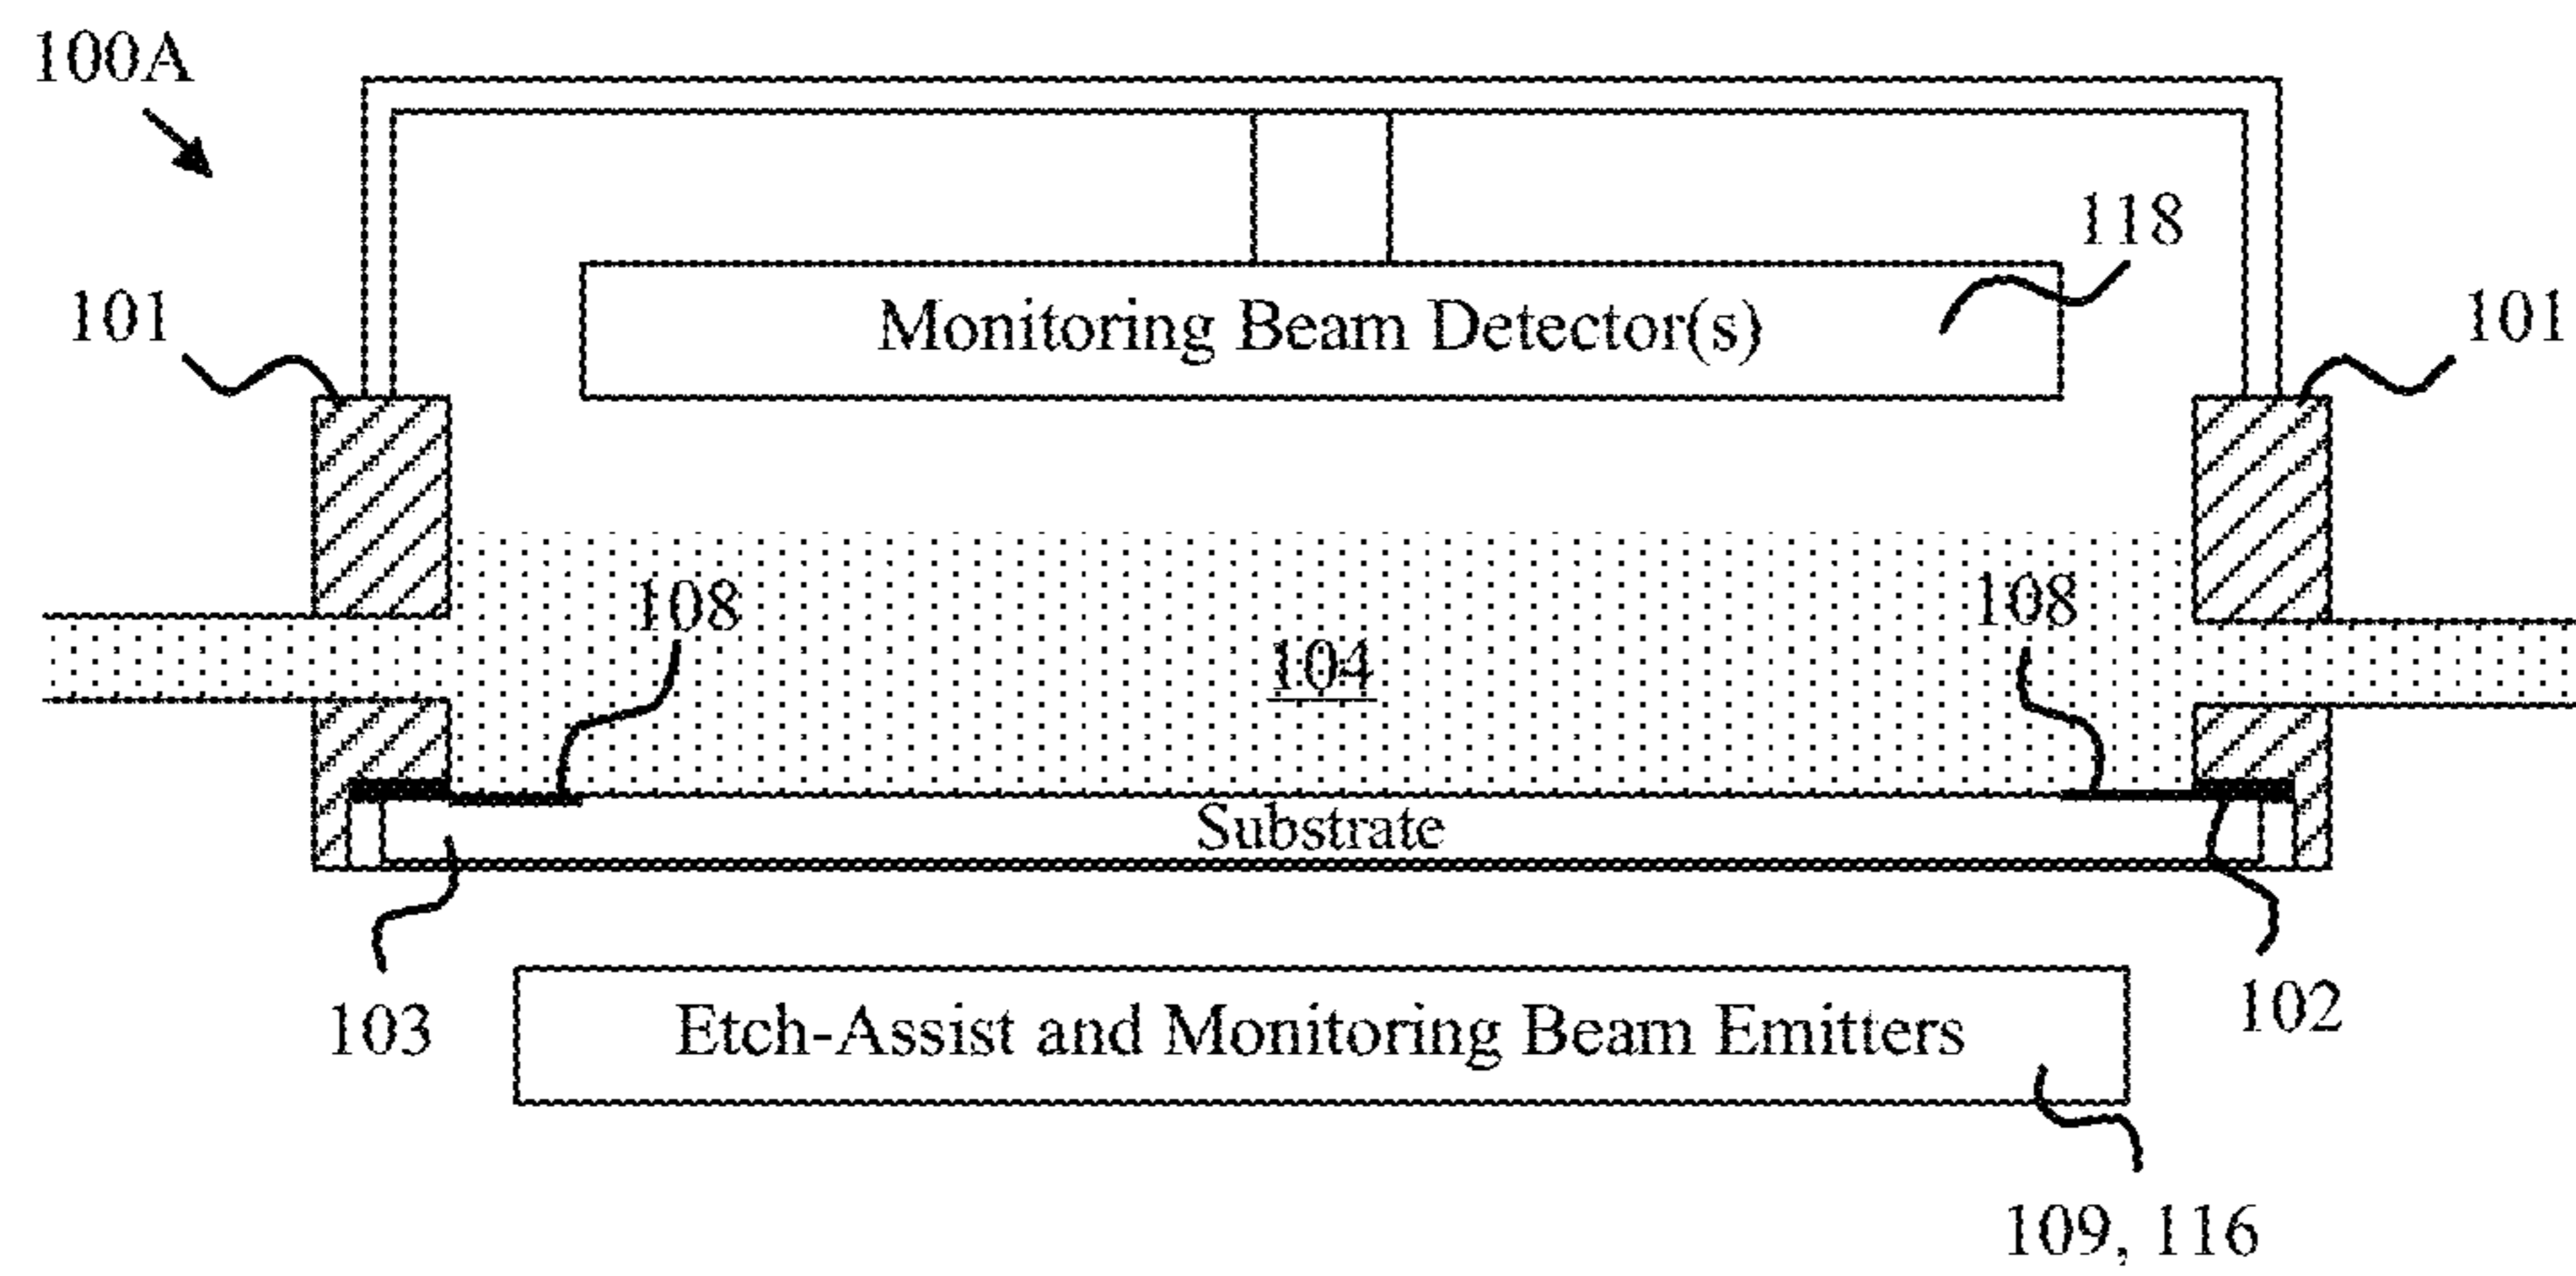 100A
118
101
101
Monitoring Beam Detector(s)
108
108
104
Substrate
103
102
Etch-Assist and Monitoring Beam Emitters
109, 116